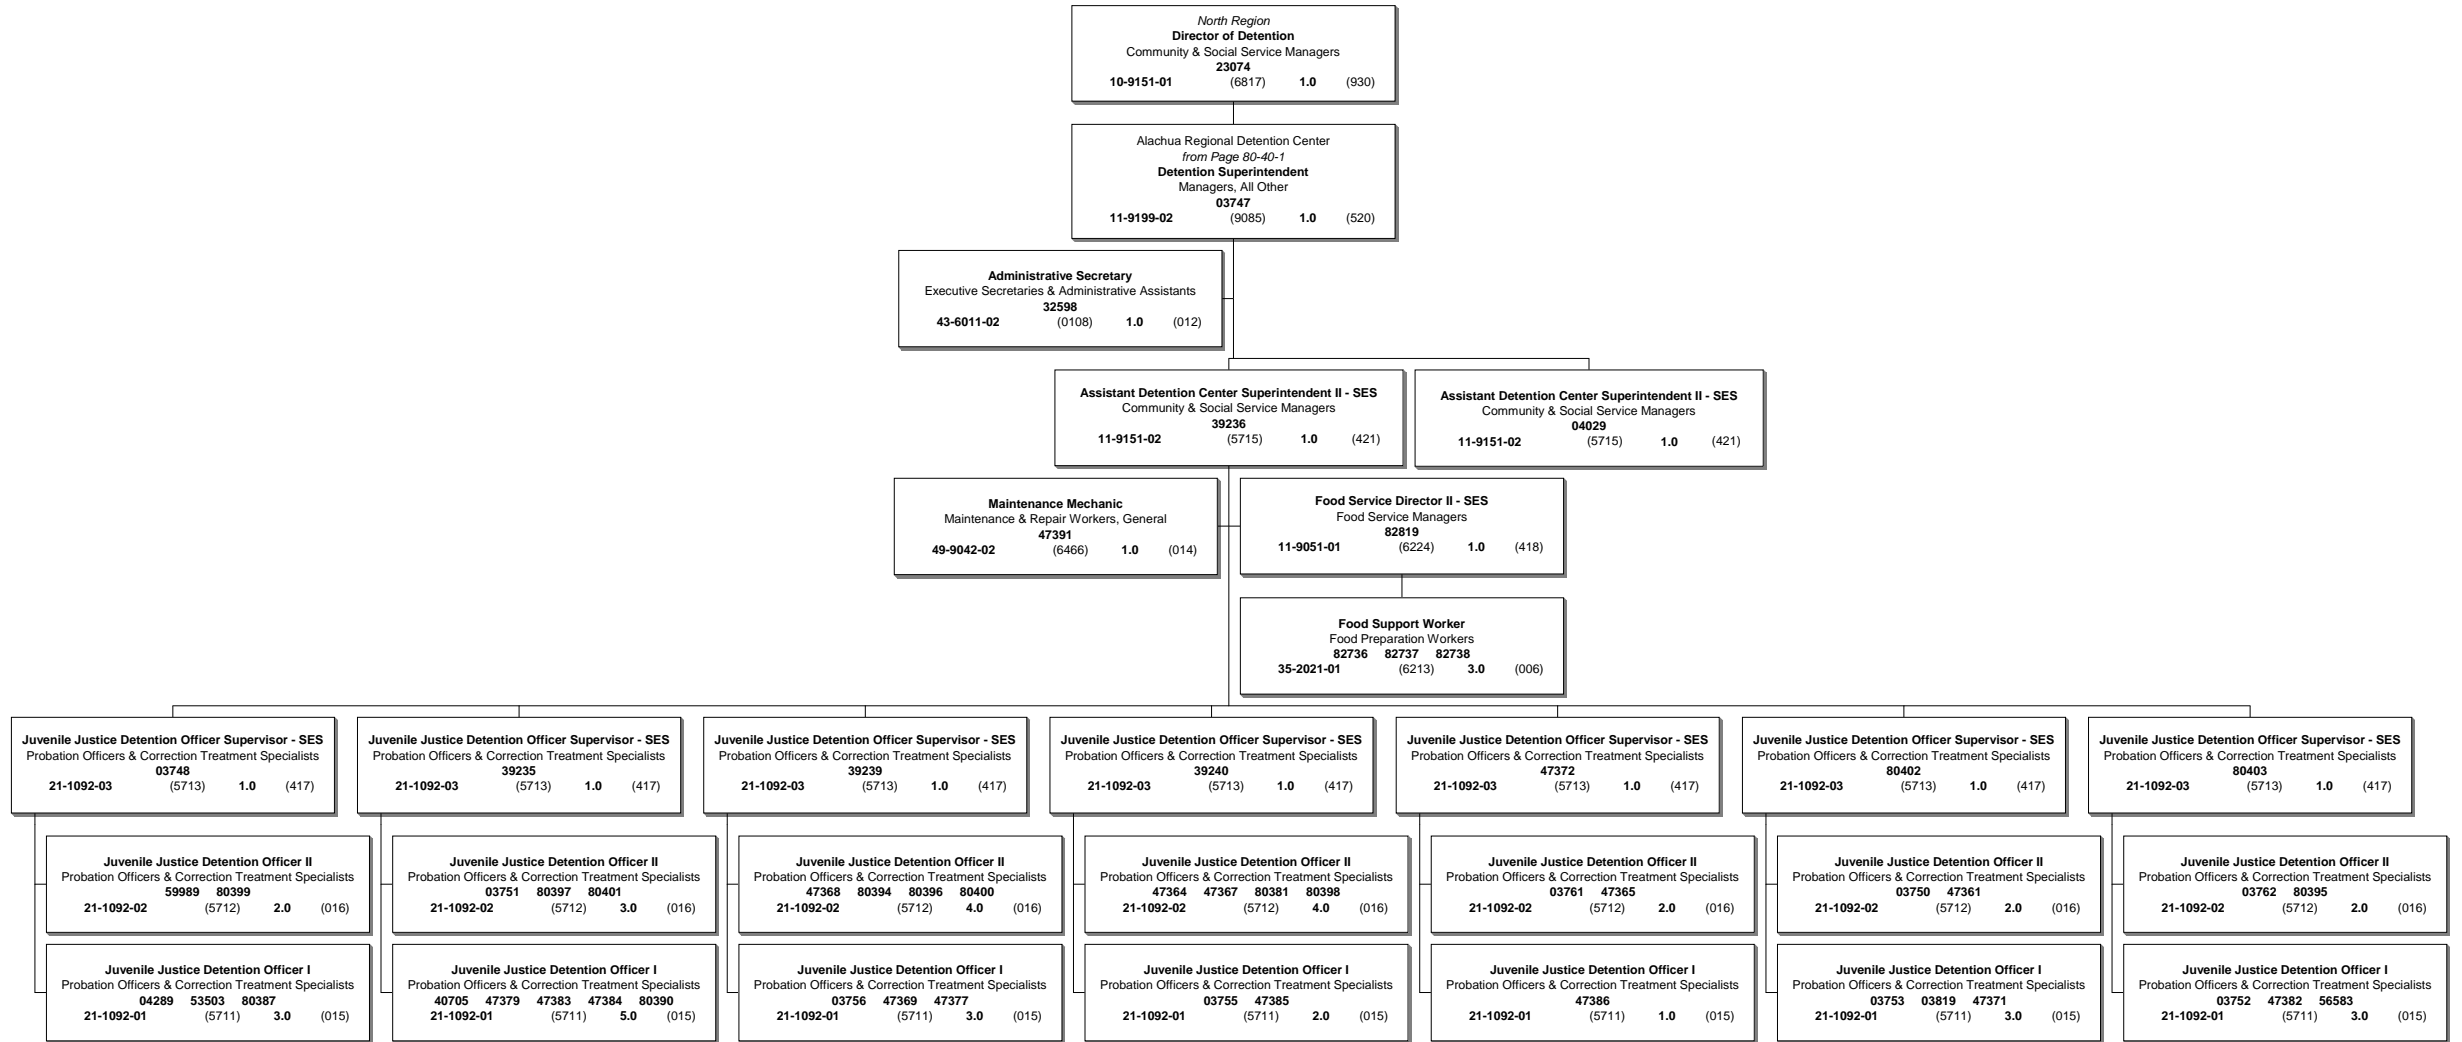 North Region
Director of Detention
Community & Social Service Managers
23074
10-9151-01 (6817) 1.0 (930)
Alachua Regional Detention Center
from Page 80-40-1
Detention Superintendent
Managers, All Other
03747
11-9199-02 (9085) 1.0 (520)
Administrative Secretary
Executive Secretaries & Administrative Assistants
32598
43-6011-02 (0108) 1.0 (012)
Assistant Detention Center Superintendent II - SES
Community & Social Service Managers
39236
11-9151-02 (5715) 1.0 (421)
Assistant Detention Center Superintendent II - SES
Community & Social Service Managers
04029
11-9151-02 (5715) 1.0 (421)
Maintenance Mechanic
Maintenance & Repair Workers, General
47391
49-9042-02 (6466) 1.0 (014)
Food Service Director II - SES
Food Service Managers
82819
11-9051-01 (6224) 1.0 (418)
Food Support Worker
Food Preparation Workers
82736 82737 82738
35-2021-01 (6213) 3.0 (006)
Juvenile Justice Detention Officer Supervisor - SES
Probation Officers & Correction Treatment Specialists
03748
21-1092-03 (5713) 1.0 (417)
Juvenile Justice Detention Officer Supervisor - SES
Probation Officers & Correction Treatment Specialists
39235
21-1092-03 (5713) 1.0 (417)
Juvenile Justice Detention Officer Supervisor - SES
Probation Officers & Correction Treatment Specialists
39239
21-1092-03 (5713) 1.0 (417)
Juvenile Justice Detention Officer Supervisor - SES
Probation Officers & Correction Treatment Specialists
39240
21-1092-03 (5713) 1.0 (417)
Juvenile Justice Detention Officer Supervisor - SES
Probation Officers & Correction Treatment Specialists
47372
21-1092-03 (5713) 1.0 (417)
Juvenile Justice Detention Officer Supervisor - SES
Probation Officers & Correction Treatment Specialists
80402
21-1092-03 (5713) 1.0 (417)
Juvenile Justice Detention Officer Supervisor - SES
Probation Officers & Correction Treatment Specialists
80403
21-1092-03 (5713) 1.0 (417)
Juvenile Justice Detention Officer II
Probation Officers & Correction Treatment Specialists
59989 80399
21-1092-02 (5712) 2.0 (016)
Juvenile Justice Detention Officer II
Probation Officers & Correction Treatment Specialists
03751 80397 80401
21-1092-02 (5712) 3.0 (016)
Juvenile Justice Detention Officer II
Probation Officers & Correction Treatment Specialists
47368 80394 80396 80400
21-1092-02 (5712) 4.0 (016)
Juvenile Justice Detention Officer II
Probation Officers & Correction Treatment Specialists
47364 47367 80381 80398
21-1092-02 (5712) 4.0 (016)
Juvenile Justice Detention Officer II
Probation Officers & Correction Treatment Specialists
03761 47365
21-1092-02 (5712) 2.0 (016)
Juvenile Justice Detention Officer II
Probation Officers & Correction Treatment Specialists
03750 47361
21-1092-02 (5712) 2.0 (016)
Juvenile Justice Detention Officer II
Probation Officers & Correction Treatment Specialists
03762 80395
21-1092-02 (5712) 2.0 (016)
Juvenile Justice Detention Officer I
Probation Officers & Correction Treatment Specialists
04289 53503 80387
21-1092-01 (5711) 3.0 (015)
Juvenile Justice Detention Officer I
Probation Officers & Correction Treatment Specialists
40705 47379 47383 47384 80390
21-1092-01 (5711) 5.0 (015)
Juvenile Justice Detention Officer I
Probation Officers & Correction Treatment Specialists
03756 47369 47377
21-1092-01 (5711) 3.0 (015)
Juvenile Justice Detention Officer I
Probation Officers & Correction Treatment Specialists
03755 47385
21-1092-01 (5711) 2.0 (015)
Juvenile Justice Detention Officer I
Probation Officers & Correction Treatment Specialists
47386
21-1092-01 (5711) 1.0 (015)
Juvenile Justice Detention Officer I
Probation Officers & Correction Treatment Specialists
03753 03819 47371
21-1092-01 (5711) 3.0 (015)
Juvenile Justice Detention Officer I
Probation Officers & Correction Treatment Specialists
03752 47382 56583
21-1092-01 (5711) 3.0 (015)